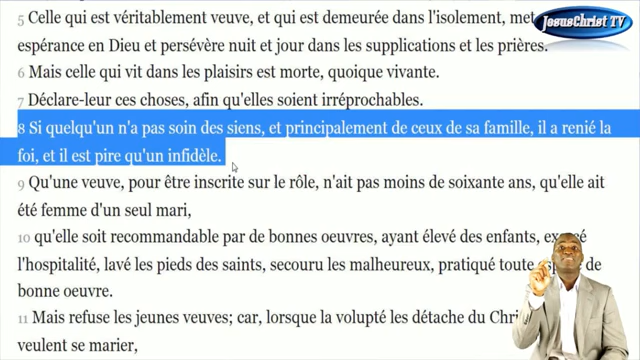 JesusChrist TV
5 Celle qui est véritablement veuve, et qui est demeurée dans l'isolement, met
espérance en Dieu et persévère nuit et jour dans les supplications et les prières.
6 Mais celle qui vit dans les plaisirs est morte, quoique vivante.
7 Déclare-leur ces choses, afin qu'elles soient irréprochables.
8 Si quelqu'un n'a pas soin des siens, et principalement de ceux de sa famille, il a renié la
foi, et il est pire qu'un infidèle.
9 Qu'une veuve, pour être inscrite sur le rôle, n'ait pas moins de soixante ans, qu'elle ait
été femme d'un seul mari,
10 qu'elle soit recommandable par de bonnes oeuvres, ayant élevé des enfants,
l'hospitalité, lavé les pieds des saints, secouru les malheureux, pratiqué toute de
bonne oeuvre.
11 Mais refuse les jeunes veuves; car, lorsque la volupté les détache du
veulent se marier,